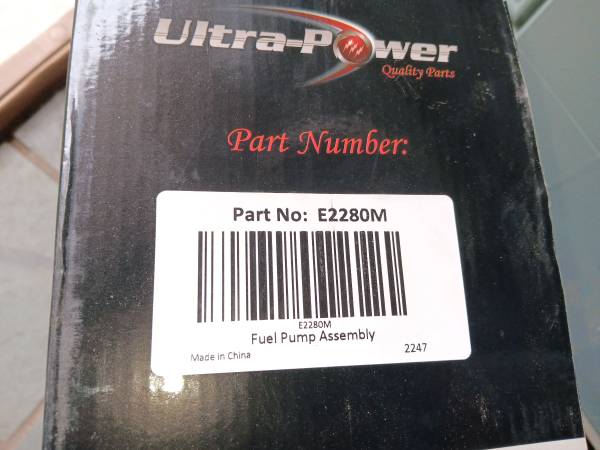 Ultra-Power
Quality Parts
Part Number:
Part No: E2280M
E2280M
Fuel Pump Assembly
Made in China
2247